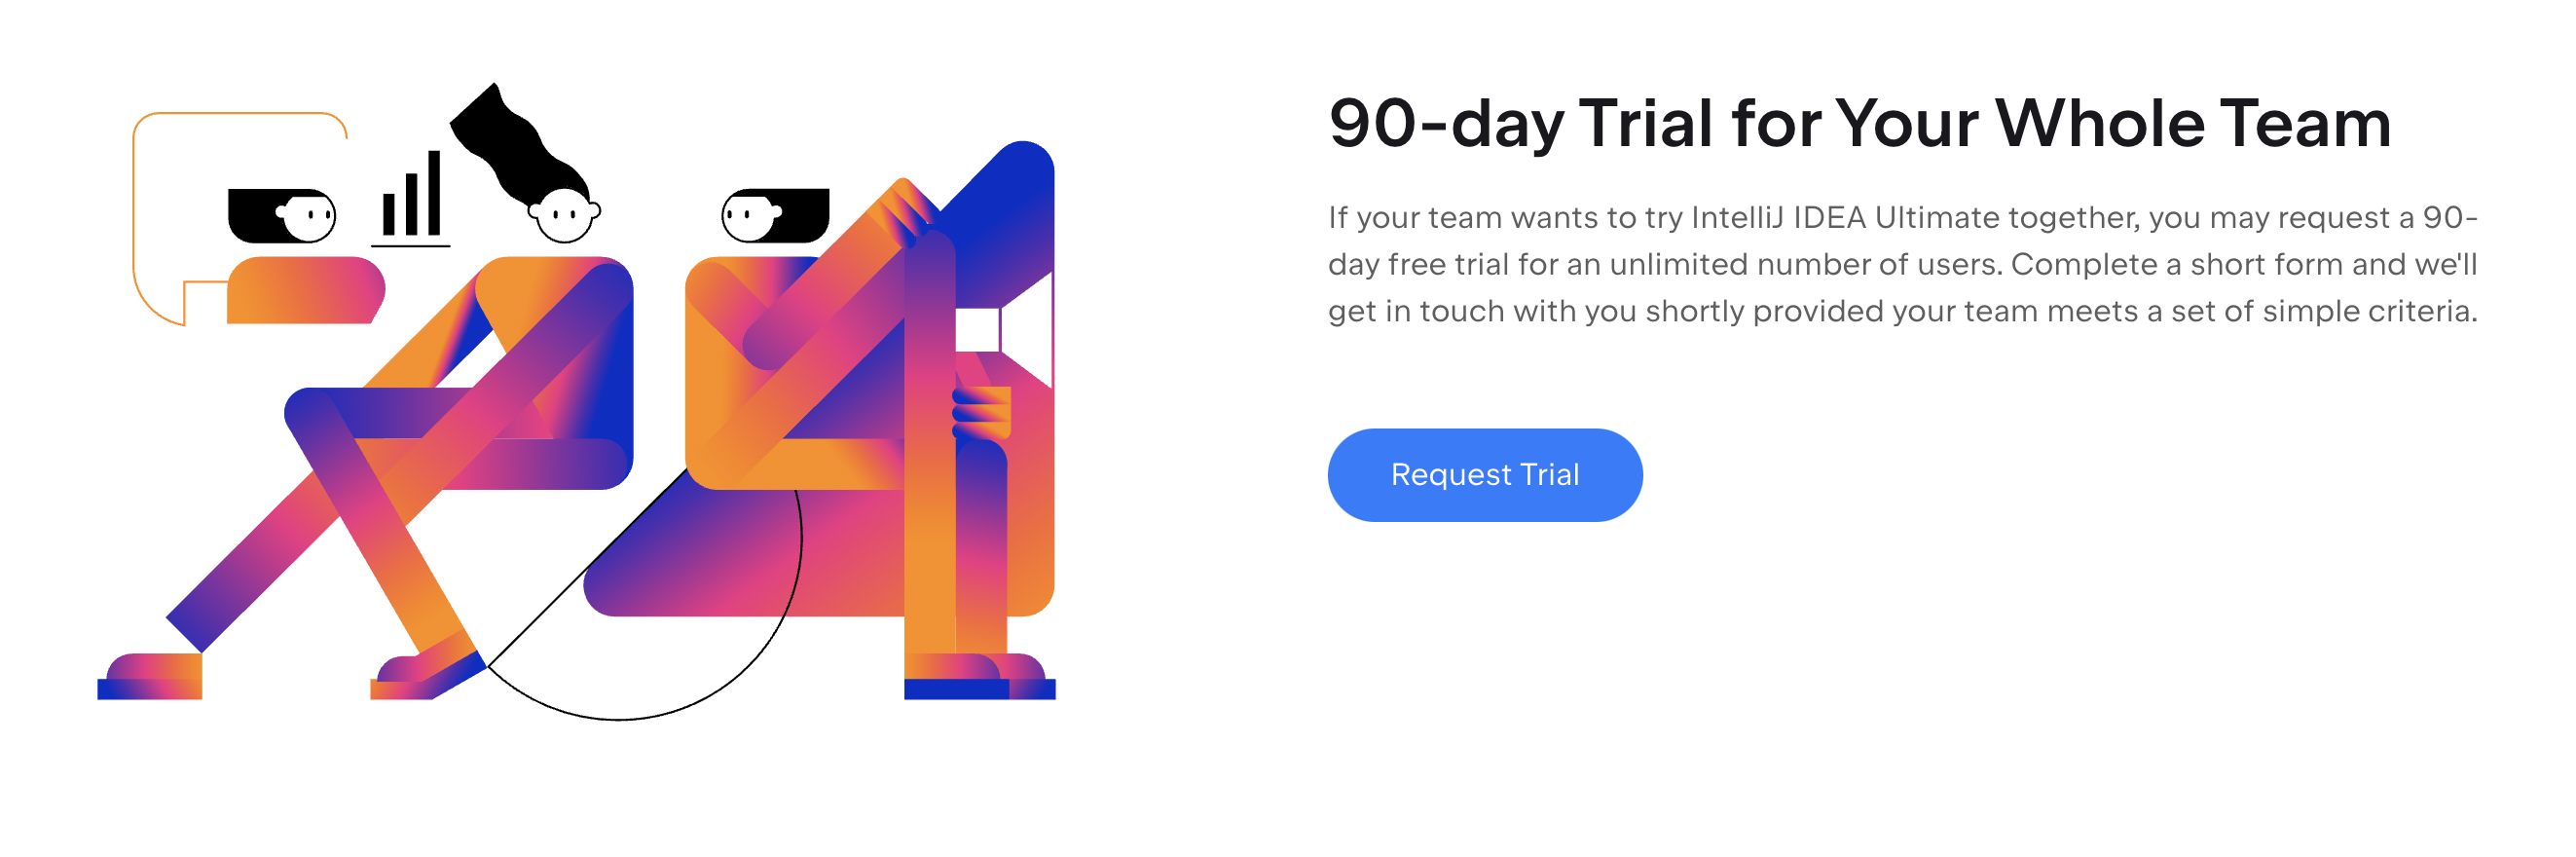 90-day Trial for Your Whole Team
If your team wants to try IntelliJ IDEA Ultimate together, you may request a 90-
day free trial for an unlimited number of users. Complete a short form and we'll
get in touch with you shortly provided your team meets a set of simple criteria.
Request Trial